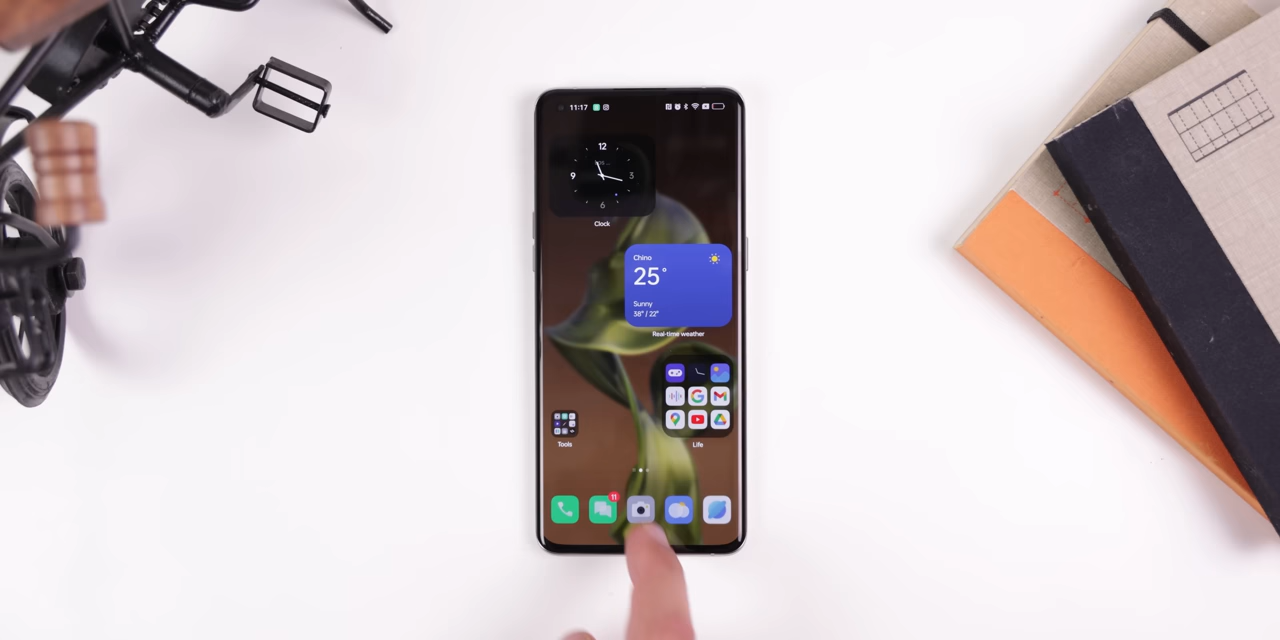 11:17
12
9
3
6
Clock
Chino
25°
Sunny
38° / 22°
Real-time weather
Tools
Life
11